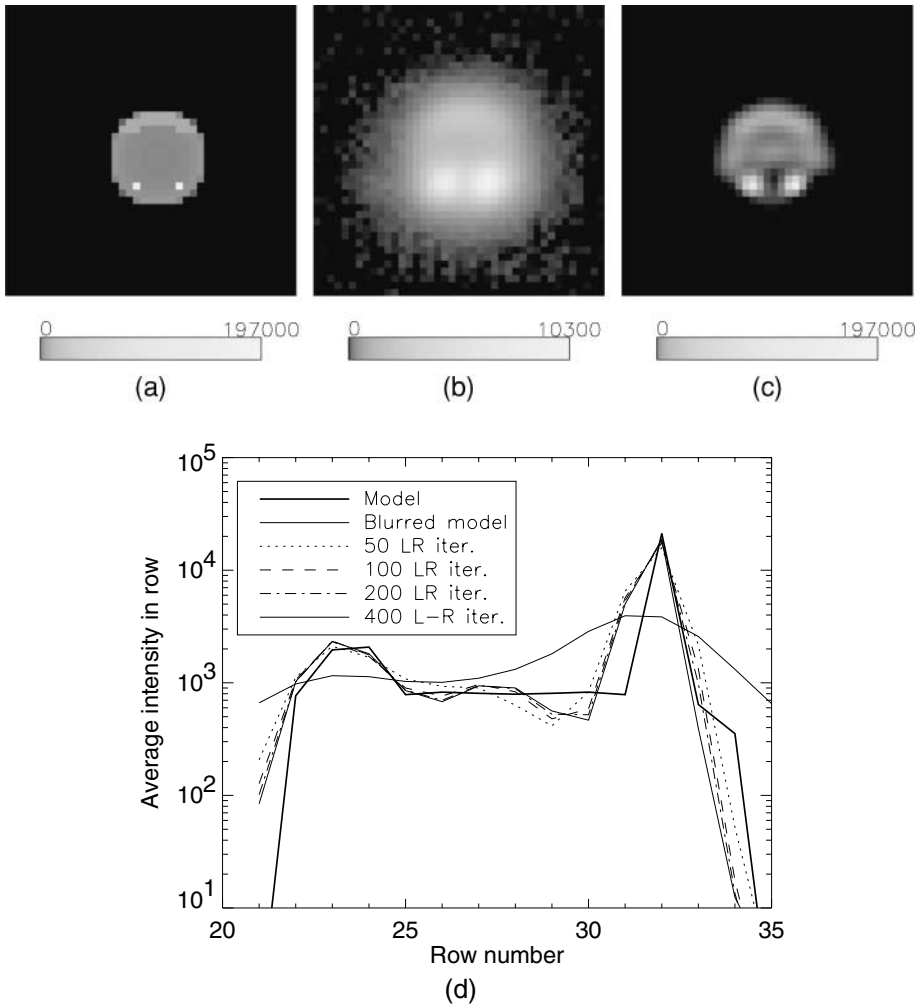 0 197000
0 10300
0 197000
(a)
(b)
(c)
Average intensity in row
10^5
10^4
10^3
10^2
10^1
Model
Blurred model
50 LR iter.
100 LR iter.
200 LR iter.
400 L-R iter.
20 25 30 35
Row number
(d)